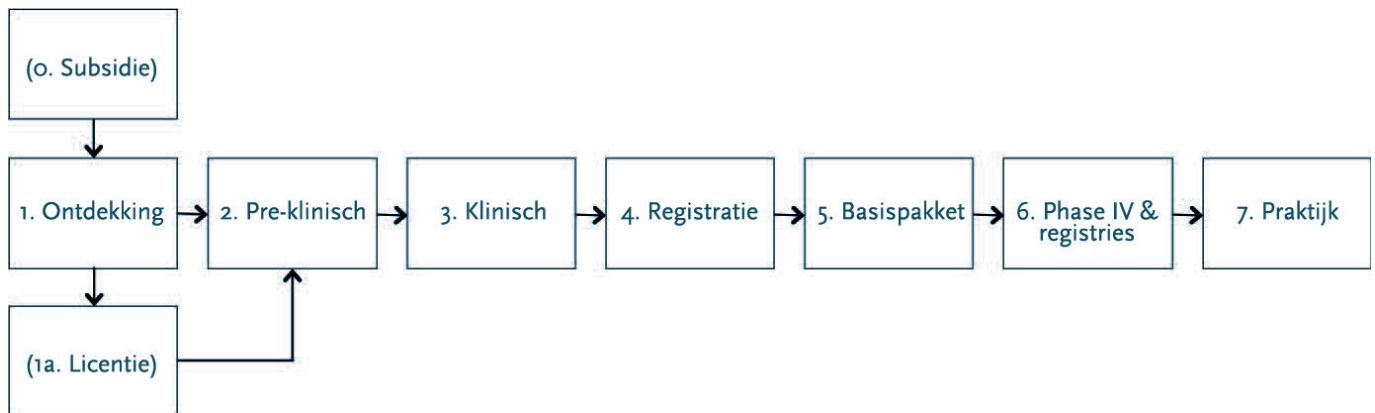 (0. Subsidie)
1. Ontdekking
2. Pre-klinisch
3. Klinisch
4. Registratie
5. Basispakket
6. Phase IV &
registries
7. Praktijk
(1a. Licentie)